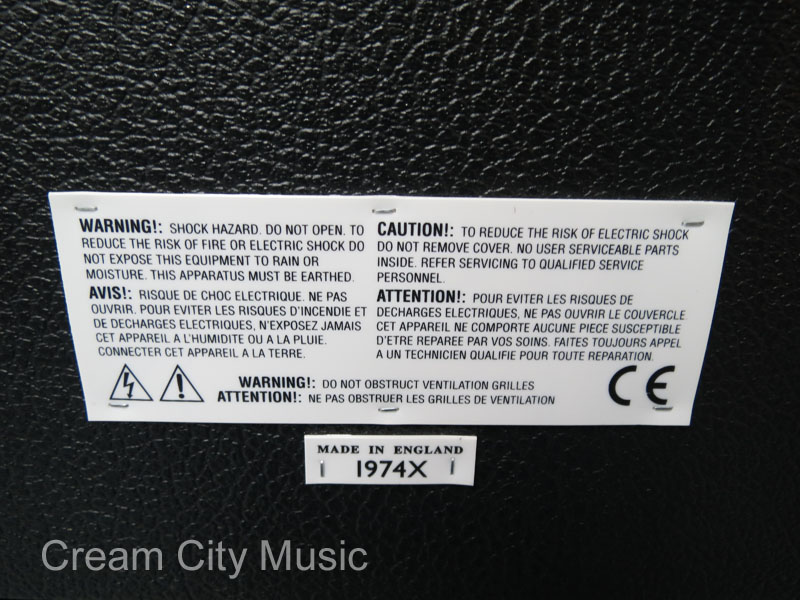 WARNING!: SHOCK HAZARD. DO NOT OPEN. TO
REDUCE THE RISK OF FIRE OR ELECTRIC SHOCK DO
NOT EXPOSE THIS EQUIPMENT TO RAIN OR
MOISTURE. THIS APPARATUS MUST BE EARTHED.
AVIS!: RISQUE DE CHOC ELECTRIQUE. NE PAS
OUVRIR. POUR EVITER LES RISQUES D'INCENDIE ET
DE DECHARGES ELECTRIQUES, N'EXPOSEZ JAMAIS
CET APPAREIL A L'HUMIDITE OU A LA PLUIE.
CONNECTER CET APPAREIL A LA TERRE.
CAUTION!: TO REDUCE THE RISK OF ELECTRIC SHOCK
DO NOT REMOVE COVER. NO USER SERVICEABLE PARTS
INSIDE. REFER SERVICING TO QUALIFIED SERVICE
PERSONNEL.
ATTENTION!: POUR EVITER LES RISQUES DE
DECHARGES ELECTRIQUES, NE PAS OUVRIR LE COUVERCLE
CET APPAREIL NE COMPORTE AUCUNE PIECE SUSCEPTIBLE
D'ETRE REPAREE PAR VOS SOINS. FAITES TOUJOURS APPEL
A UN TECHNICIEN QUALIFIE POUR TOUTE REPARATION.
WARNING!: DO NOT OBSTRUCT VENTILATION GRILLES
ATTENTION!: NE PAS OBSTRUER LES GRILLES DE VENTILATION
CE
MADE IN ENGLAND
1974X
Cream City Music